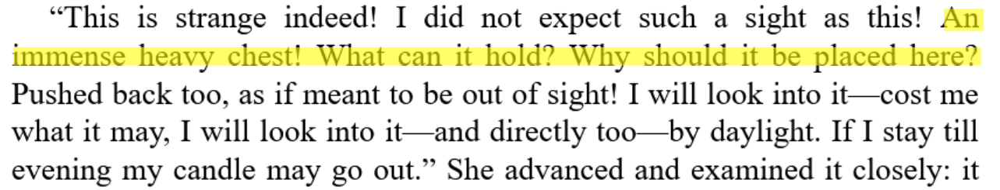 “This is strange indeed! I did not expect such a sight as this! An
immense heavy chest! What can it hold? Why should it be placed here?
Pushed back too, as if meant to be out of sight! I will look into it—cost me
what it may, I will look into it—and directly too—by daylight. If I stay till
evening my candle may go out.” She advanced and examined it closely: it